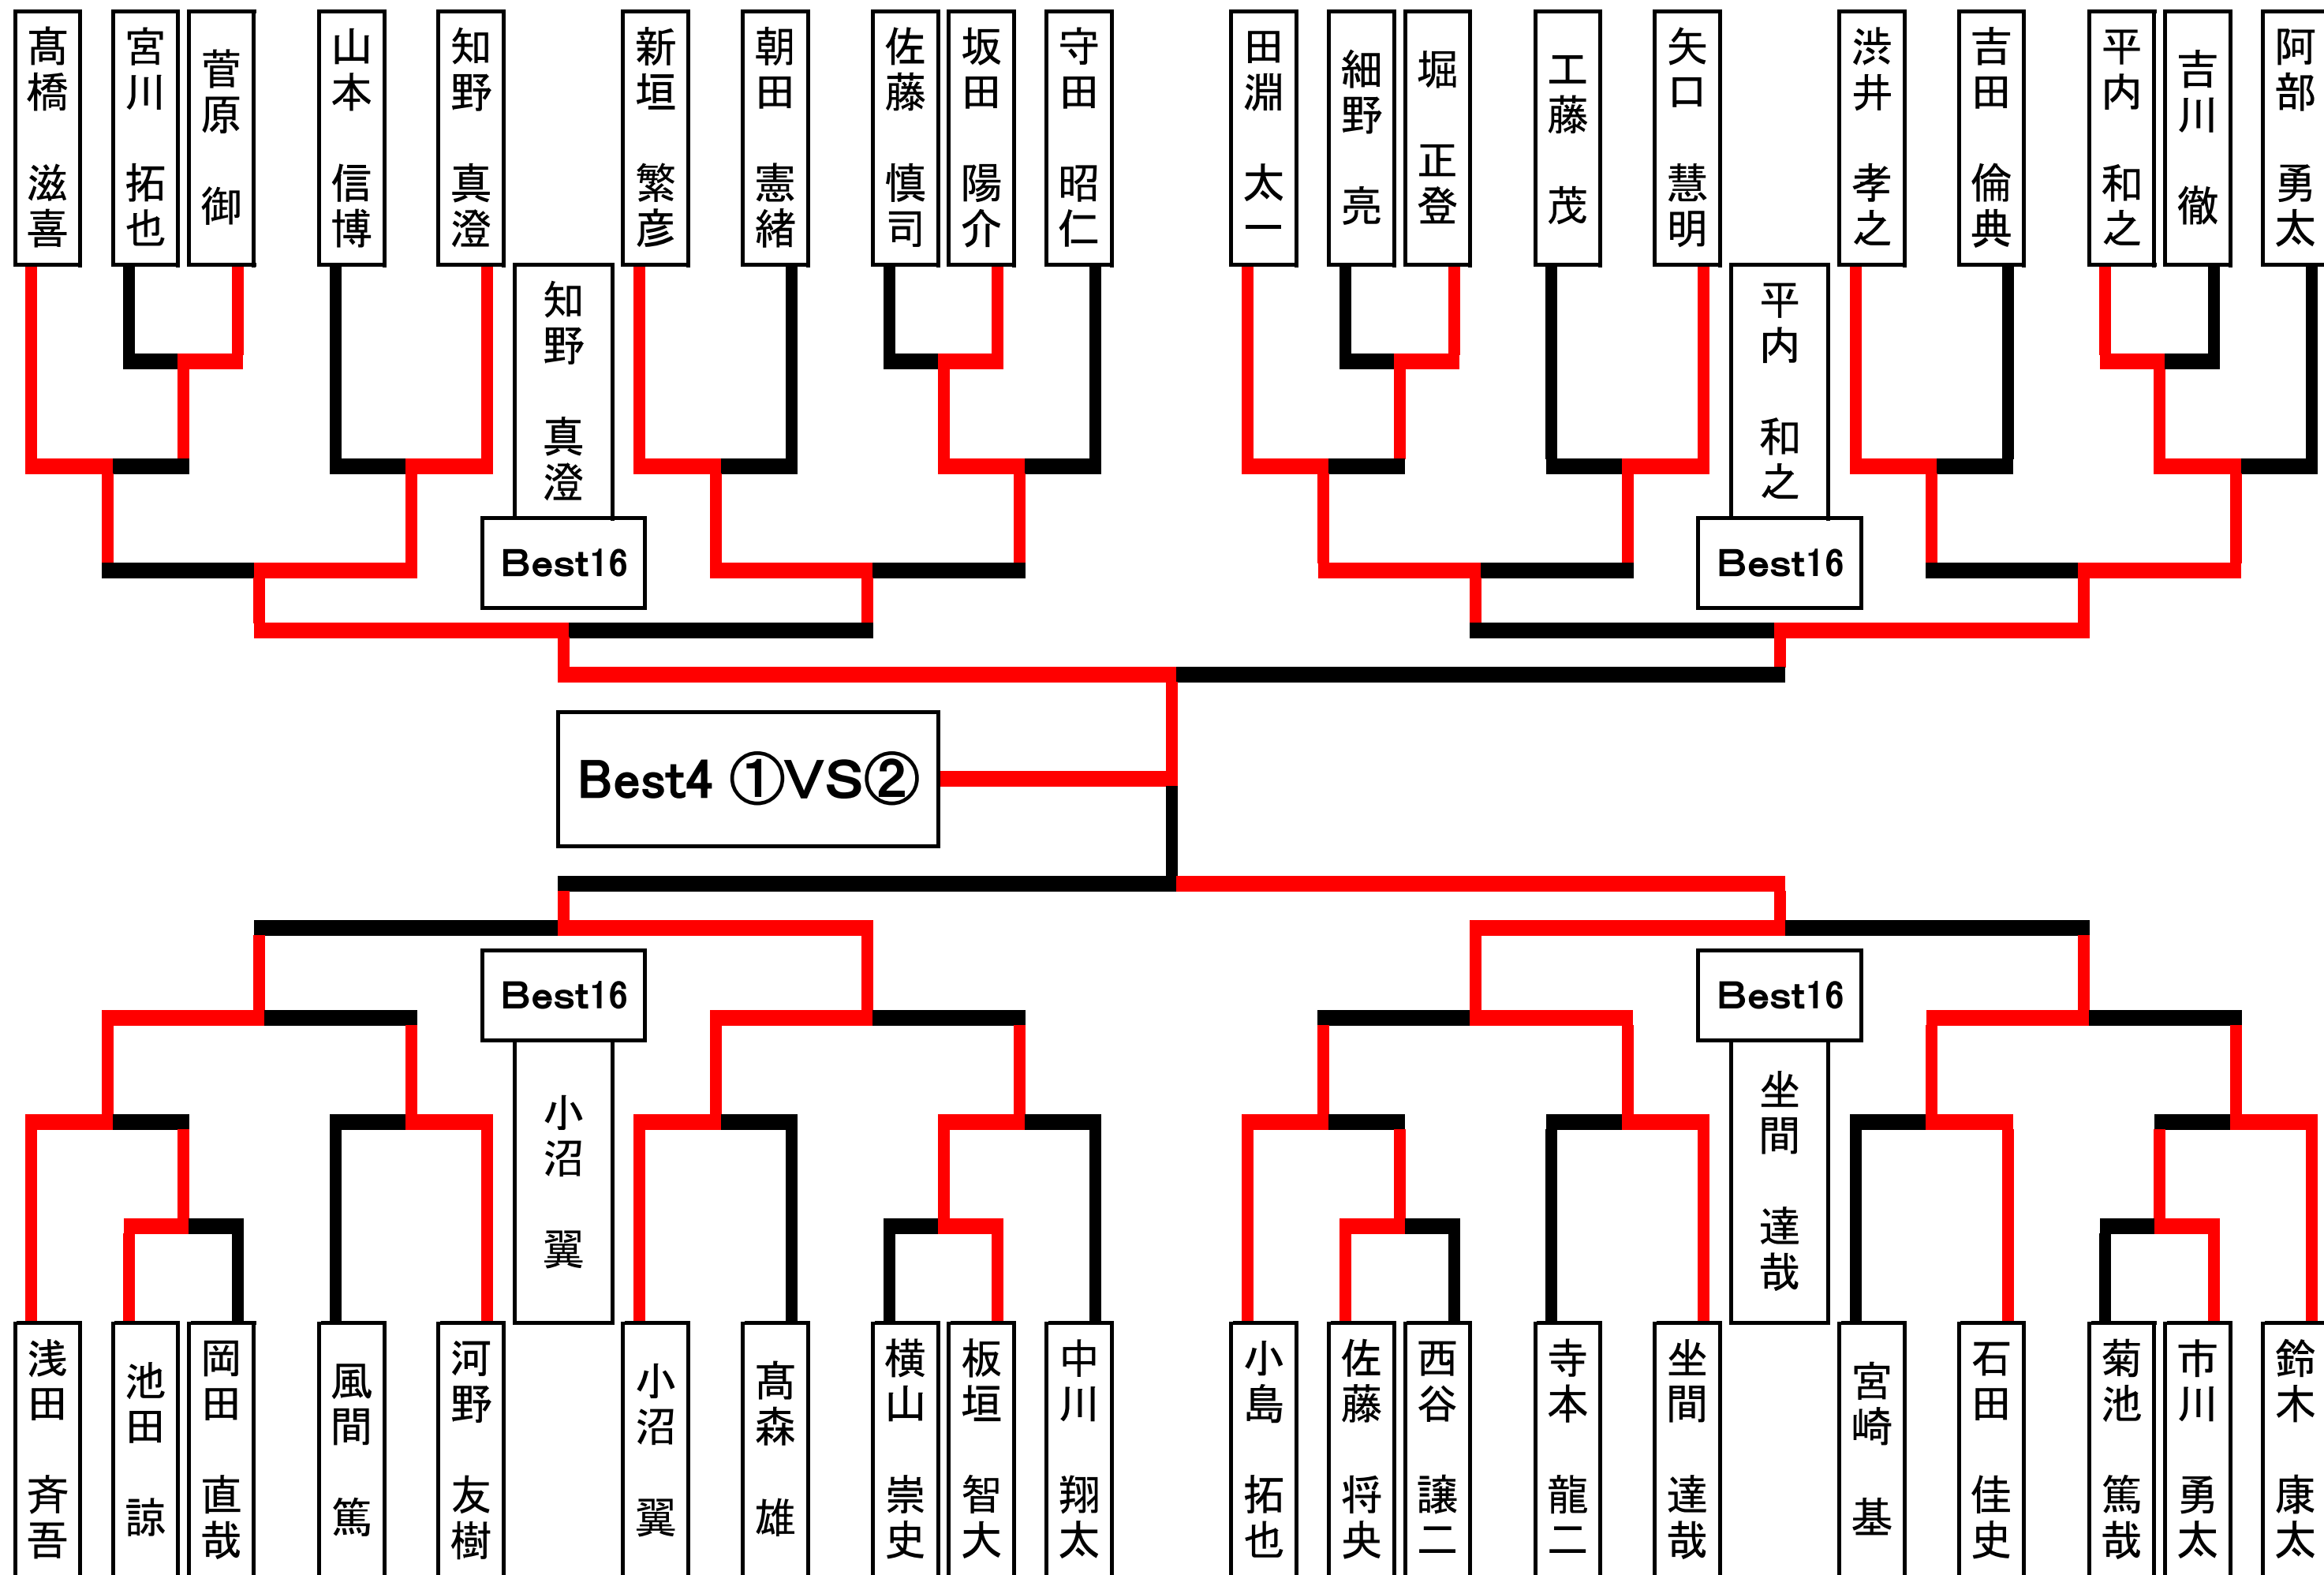 髙橋 滋喜
宮川 拓也
菅原 御
山本 信博
知野 真澄
新垣 繁彦
朝田 憲緒
佐藤 慎司
坂田 陽介
守田 昭仁
田淵 太一
細野 亮
堀 正登
工藤 茂
矢口 慧明
渋井 孝之
吉田 倫典
平内 和之
吉川 徹
阿部 勇太
知野 真澄
Best16
平内 和之
Best16
Best4 ①VS②
Best16
小沼 翼
Best16
坐間 達哉
浅田 斉吾
池田 諒
岡田 直哉
風間 篤
河野 友樹
小沼 翼
髙森 雄
横山 崇史
板垣 智大
中川 翔太
小島 拓也
佐藤 将央
西谷 譲二
寺本 龍二
坐間 達哉
宮崎 基
石田 佳史
菊池 篤哉
市川 勇太
鈴木 康太